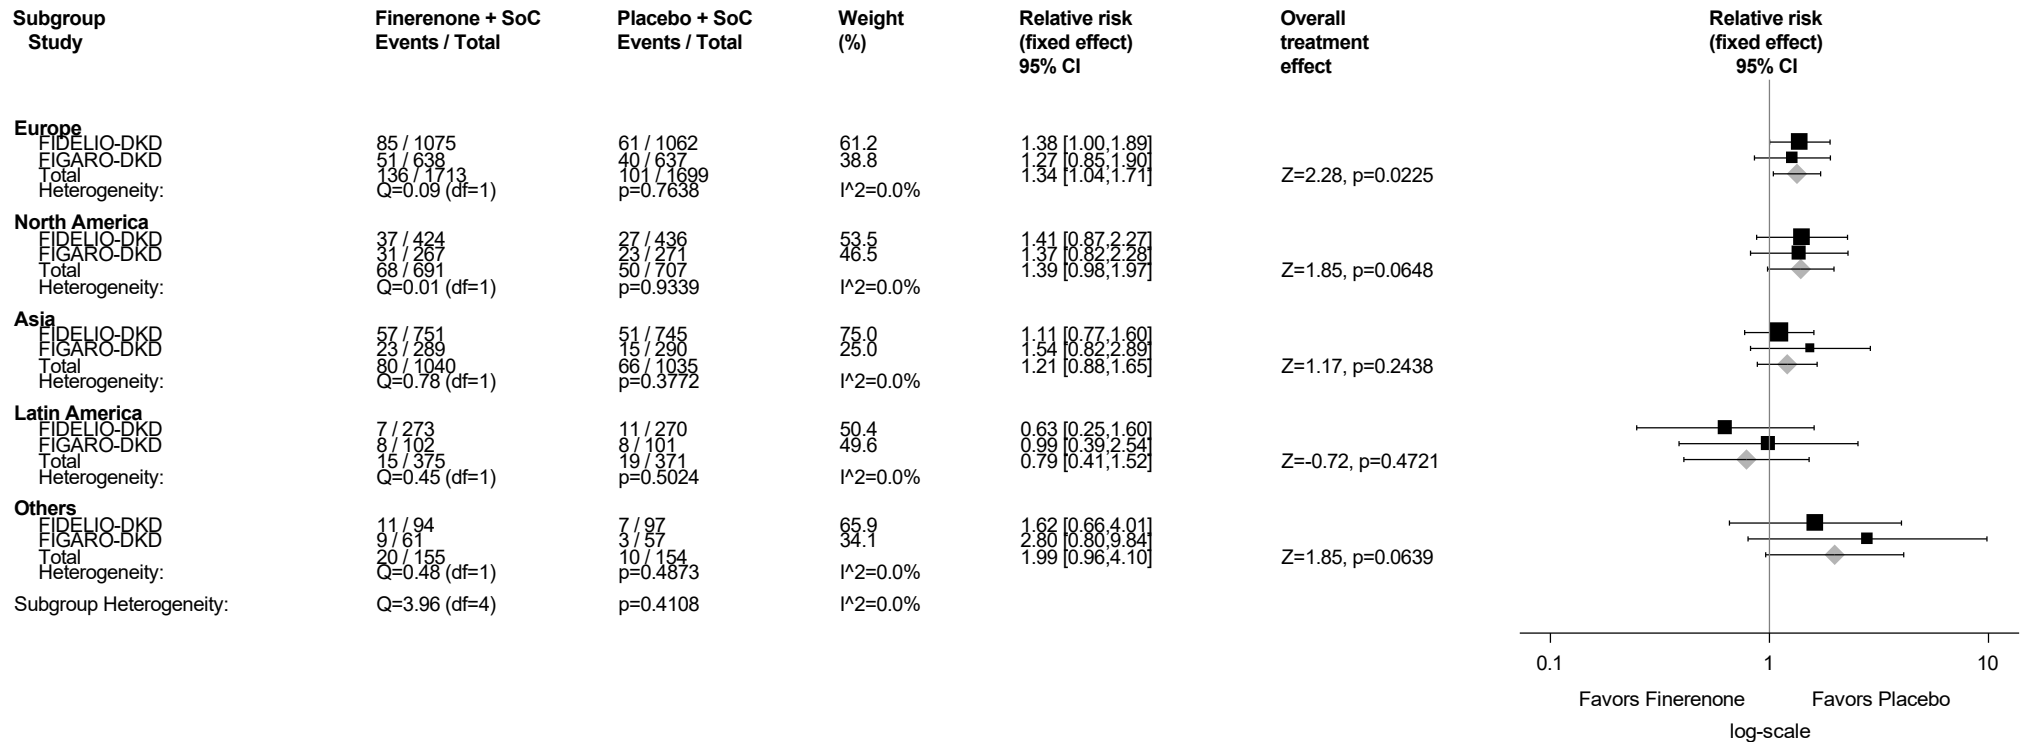 Subgroup Finerenone + SoC Placebo + SoC Weight Relative risk Overall Relative risk
Study Events / Total Events / Total (%) (fixed effect) treatment (fixed effect)
95% CI effect 95% CI
Europe
FIDELIO-DKD 85 / 1075 61 / 1062 61.2 1.38 [1.00,1.89]
FIGARO-DKD 51 / 638 40 / 637 38.8 1.27 [0.85,1.90]
Total 136 / 1713 101 / 1699 1.34 [1.04,1.71] Z=2.28, p=0.0225
Heterogeneity: Q=0.09 (df=1) p=0.7638 I^2=0.0%
North America
FIDELIO-DKD 37 / 424 27 / 436 53.5 1.41 [0.87,2.27]
FIGARO-DKD 31 / 267 23 / 271 46.5 1.37 [0.82,2.28]
Total 68 / 691 50 / 707 1.39 [0.98,1.97] Z=1.85, p=0.0648
Heterogeneity: Q=0.01 (df=1) p=0.9339 I^2=0.0%
Asia
FIDELIO-DKD 57 / 751 51 / 745 75.0 1.11 [0.77,1.60]
FIGARO-DKD 23 / 289 15 / 290 25.0 1.54 [0.82,2.89]
Total 80 / 1040 66 / 1035 1.21 [0.88,1.65] Z=1.17, p=0.2438
Heterogeneity: Q=0.78 (df=1) p=0.3772 I^2=0.0%
Latin America
FIDELIO-DKD 7 / 273 11 / 270 50.4 0.63 [0.25,1.60]
FIGARO-DKD 8 / 102 8 / 101 49.6 0.99 [0.39,2.54]
Total 15 / 375 19 / 371 0.79 [0.41,1.52] Z=-0.72, p=0.4721
Heterogeneity: Q=0.45 (df=1) p=0.5024 I^2=0.0%
Others
FIDELIO-DKD 11 / 94 7 / 97 65.9 1.62 [0.66,4.01]
FIGARO-DKD 9 / 61 3 / 57 34.1 2.80 [0.80,9.84]
Total 20 / 155 10 / 154 1.99 [0.96,4.10] Z=1.85, p=0.0639
Heterogeneity: Q=0.48 (df=1) p=0.4873 I^2=0.0%
Subgroup Heterogeneity: Q=3.96 (df=4) p=0.4108 I^2=0.0%
0.1 1 10
Favors Finerenone Favors Placebo
log-scale